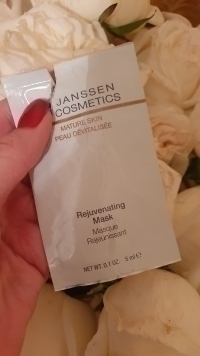 JANSSEN
COSMETICS
MATURE SKIN
PEAU DÉVITALISÉE
Rejuvenating
Mask
Masque
Rajeunissant
NET WT. 0.1 OZ 5 ml ℮